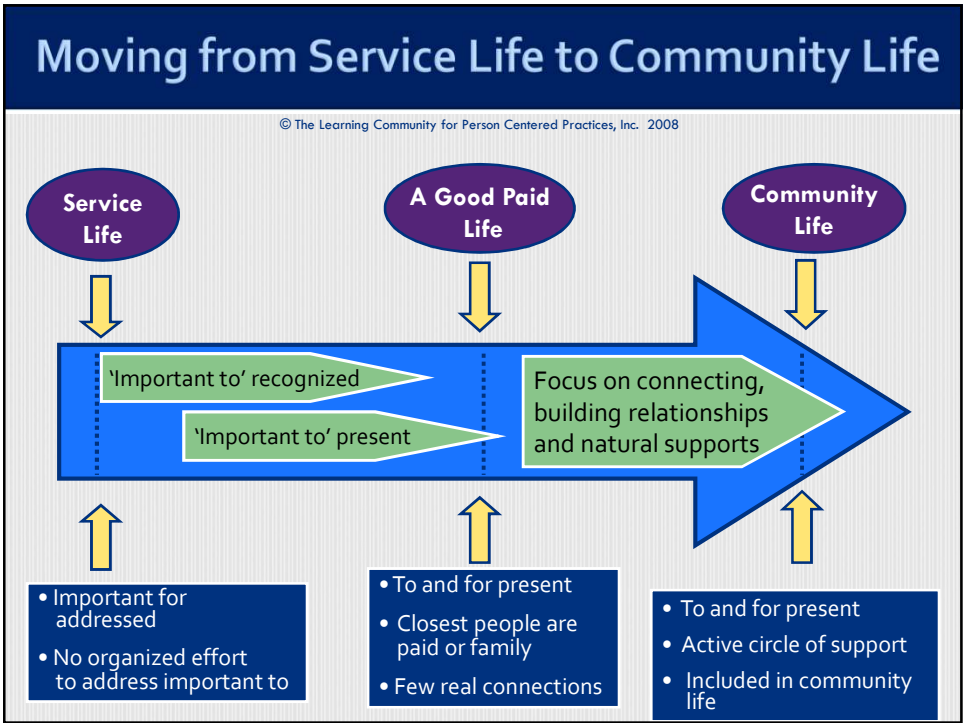 Moving from Service Life to Community Life
© The Learning Community for Person Centered Practices, Inc. 2008
Service
Life
A Good Paid
Life
Community
Life
‘Important to’ recognized
‘Important to’ present
Focus on connecting,
building relationships
and natural supports
• Important for
addressed
• No organized effort
to address important to
• To and for present
• Closest people are
paid or family
• Few real connections
• To and for present
• Active circle of support
• Included in community
life